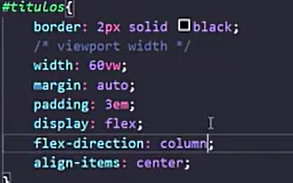 #titulos{
border: 2px solid black;
/* viewport width */
width: 60vw;
margin: auto;
padding: 3em;
display: flex;
flex-direction: column;
align-items: center;
}